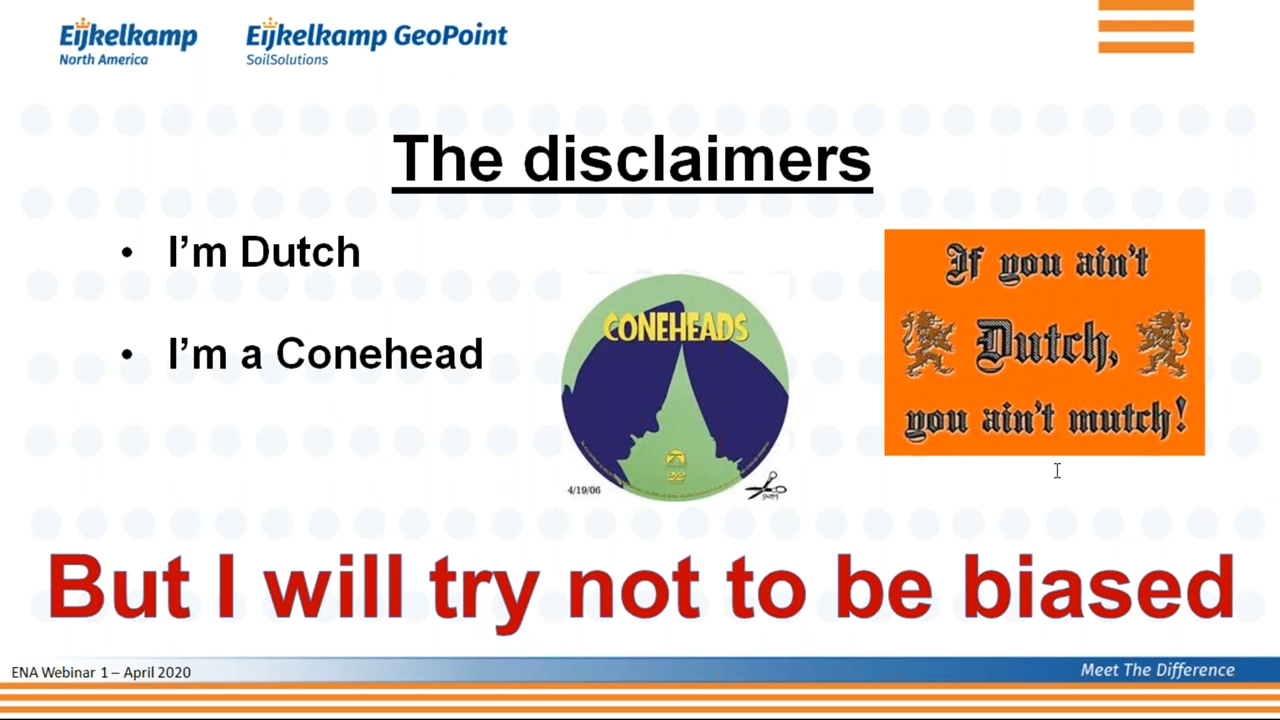 Eijkelkamp
North America
Eijkelkamp GeoPoint
SoilSolutions
The disclaimers
• I’m Dutch
• I’m a Conehead
CONEHEADS
DVD
4/19/06
If you ain't
Dutch,
you ain't mutch!
But I will try not to be biased
ENA Webinar 1 – April 2020
Meet The Difference